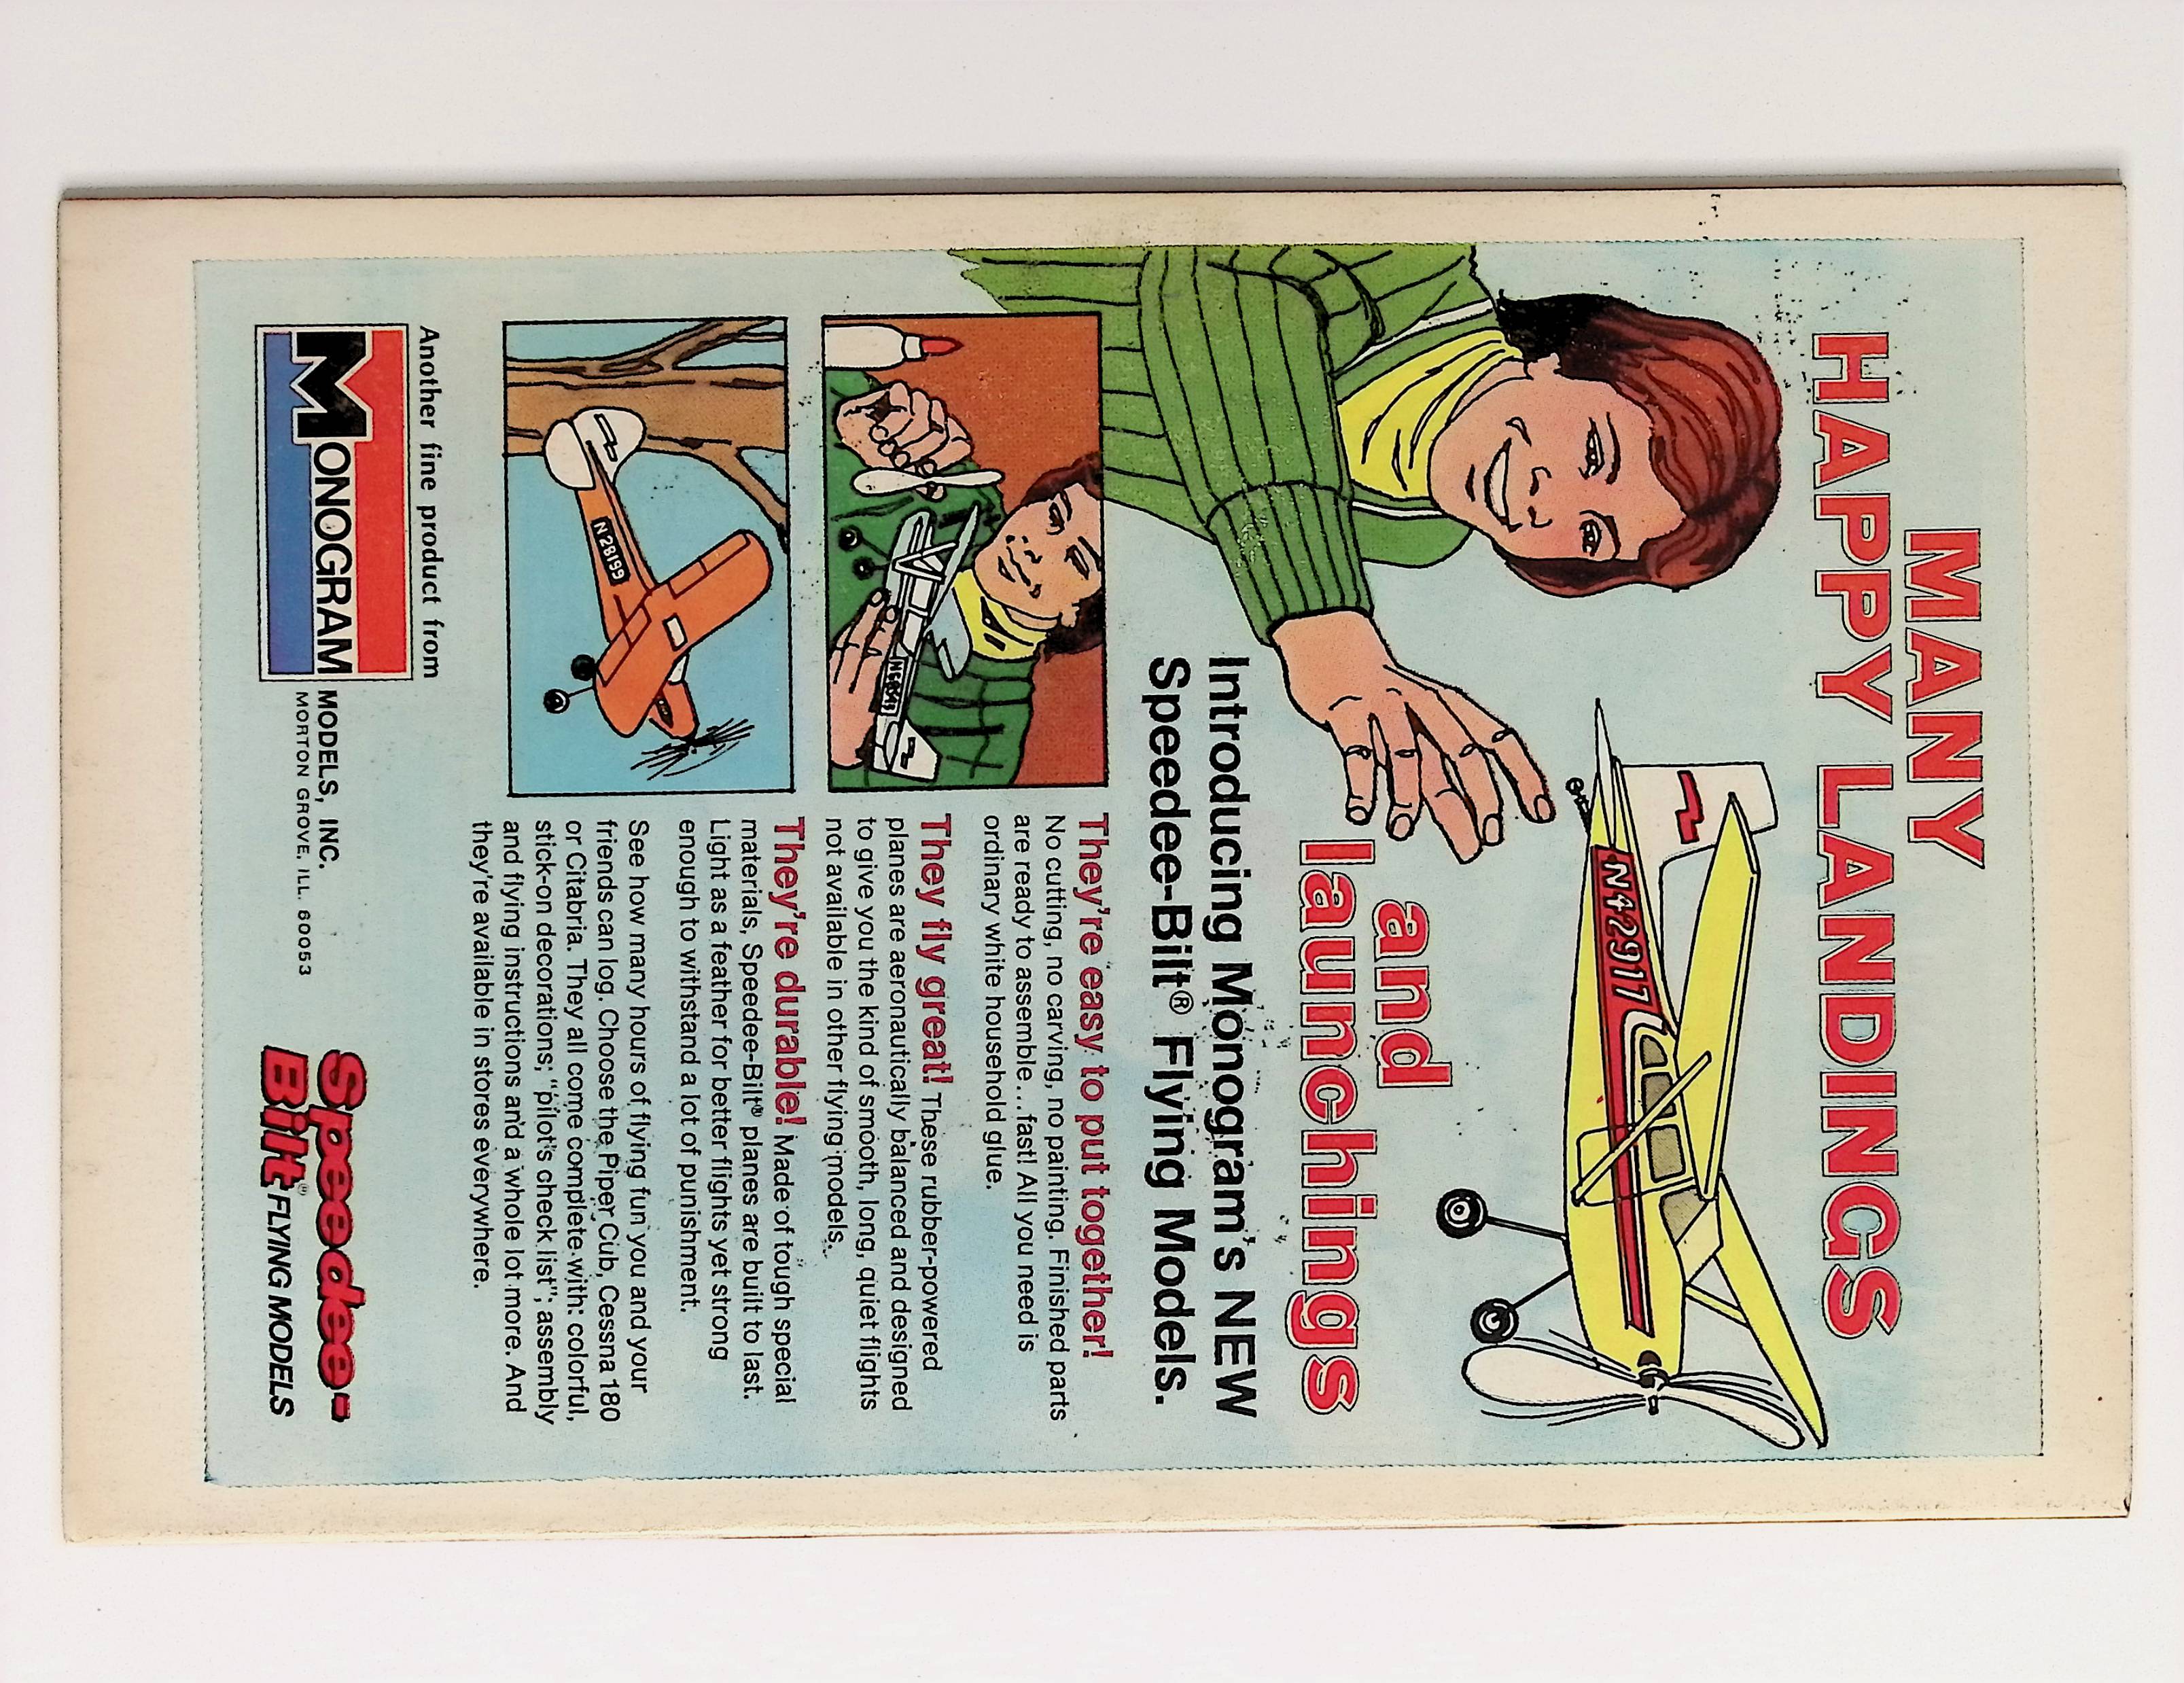 MANY
HAPPY LANDINGS
N42917
and
launchings
Introducing Monogram's NEW
Speedee-Bilt® Flying Models.
They're easy to put together!
No cutting, no carving, no painting. Finished parts
are ready to assemble...fast! All you need is
ordinary white household glue.
They fly great! These rubber-powered
planes are aeronautically balanced and designed
to give you the kind of smooth, long, quiet flights
not available in other flying models.
They're durable! Made of tough special
materials, Speedee-Bilt® planes are built to last.
Light as a feather for better flights yet strong
enough to withstand a lot of punishment.
N28199
See how many hours of flying fun you and your
friends can log. Choose the Piper Cub, Cessna 180
or Citabria. They all come complete with: colorful,
stick-on decorations; “pilot's check list”; assembly
and flying instructions and a whole lot more. And
they're available in stores everywhere.
Another fine product from
MONOGRAM
MODELS, INC.
MORTON GROVE, ILL. 60053
Speedee-
Bilt® FLYING MODELS